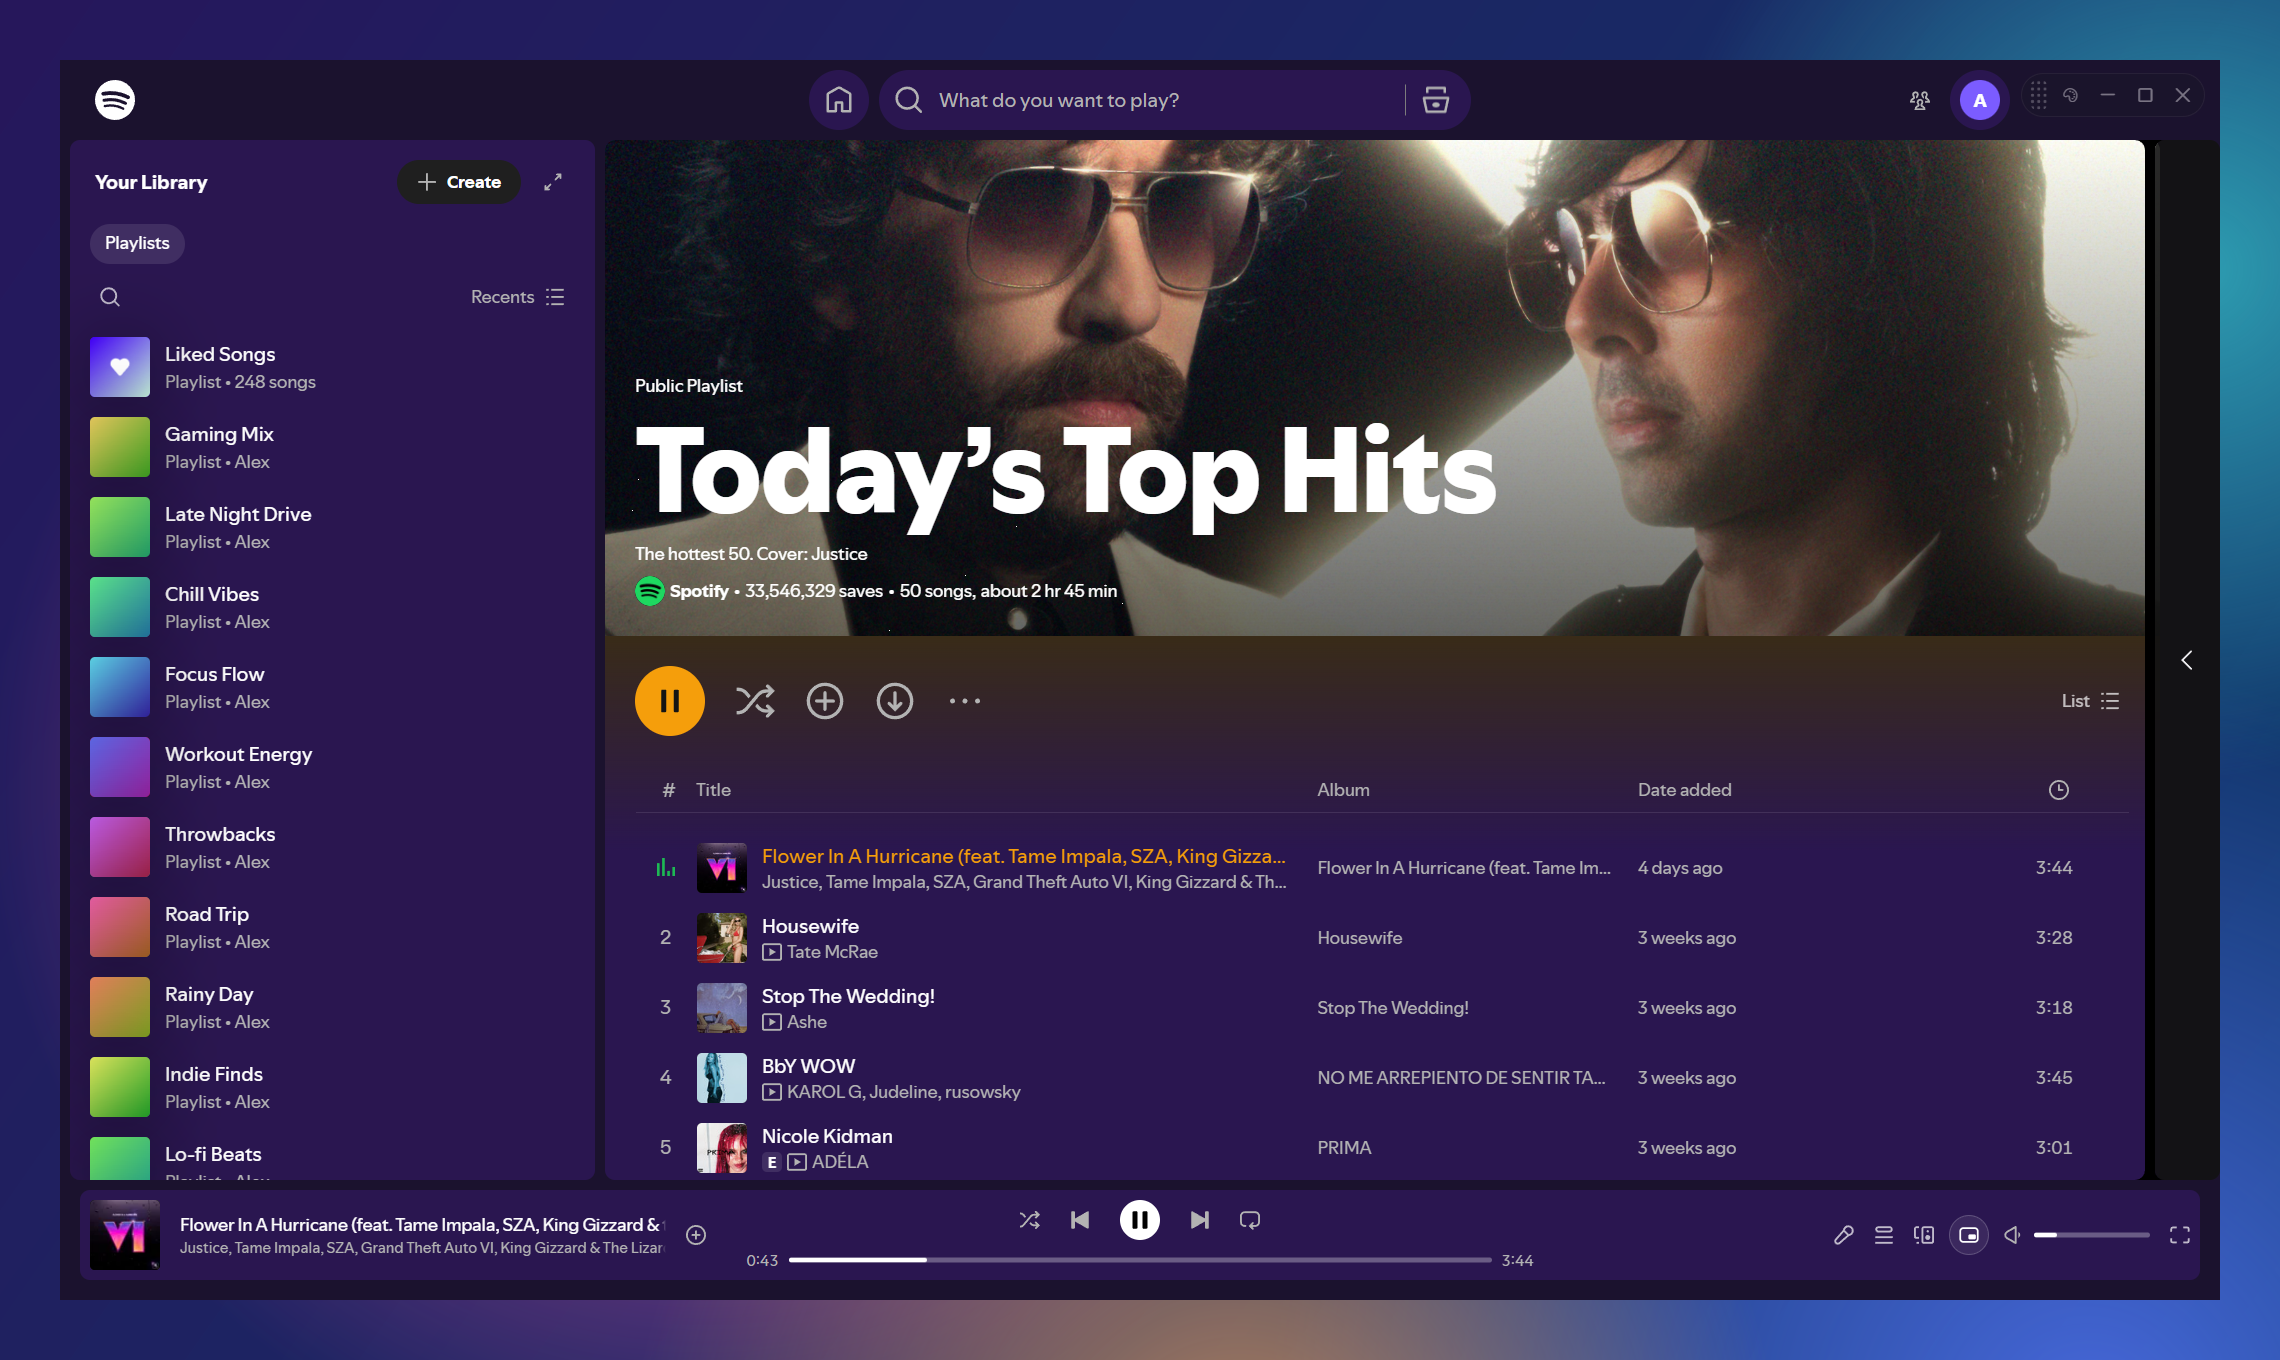 What do you want to play?
A
Your Library
Create
Playlists
Recents
Liked Songs
Playlist • 248 songs
Gaming Mix
Playlist • Alex
Late Night Drive
Playlist • Alex
Chill Vibes
Playlist • Alex
Focus Flow
Playlist • Alex
Workout Energy
Playlist • Alex
Throwbacks
Playlist • Alex
Road Trip
Playlist • Alex
Rainy Day
Playlist • Alex
Indie Finds
Playlist • Alex
Lo-fi Beats
Playlist • Alex
Public Playlist
Today's Top Hits
The hottest 50. Cover: Justice
Spotify • 33,546,329 saves • 50 songs, about 2 hr 45 min
List
# Title Album Date added
VI Flower In A Hurricane (feat. Tame Impala, SZA, King Gizza... Flower In A Hurricane (feat. Tame Im... 4 days ago 3:44
Justice, Tame Impala, SZA, Grand Theft Auto VI, King Gizzard & Th...
2 Housewife Housewife 3 weeks ago 3:28
Tate McRae
3 Stop The Wedding! Stop The Wedding! 3 weeks ago 3:18
Ashe
4 BbY WOW NO ME ARREPIENTO DE SENTIR TA... 3 weeks ago 3:45
KAROL G, Judeline, rusowsky
5 Nicole Kidman PRIMA 3 weeks ago 3:01
E ADÉLA
VI Flower In A Hurricane (feat. Tame Impala, SZA, King Gizzard &
Justice, Tame Impala, SZA, Grand Theft Auto VI, King Gizzard & The Lizar
0:43 3:44